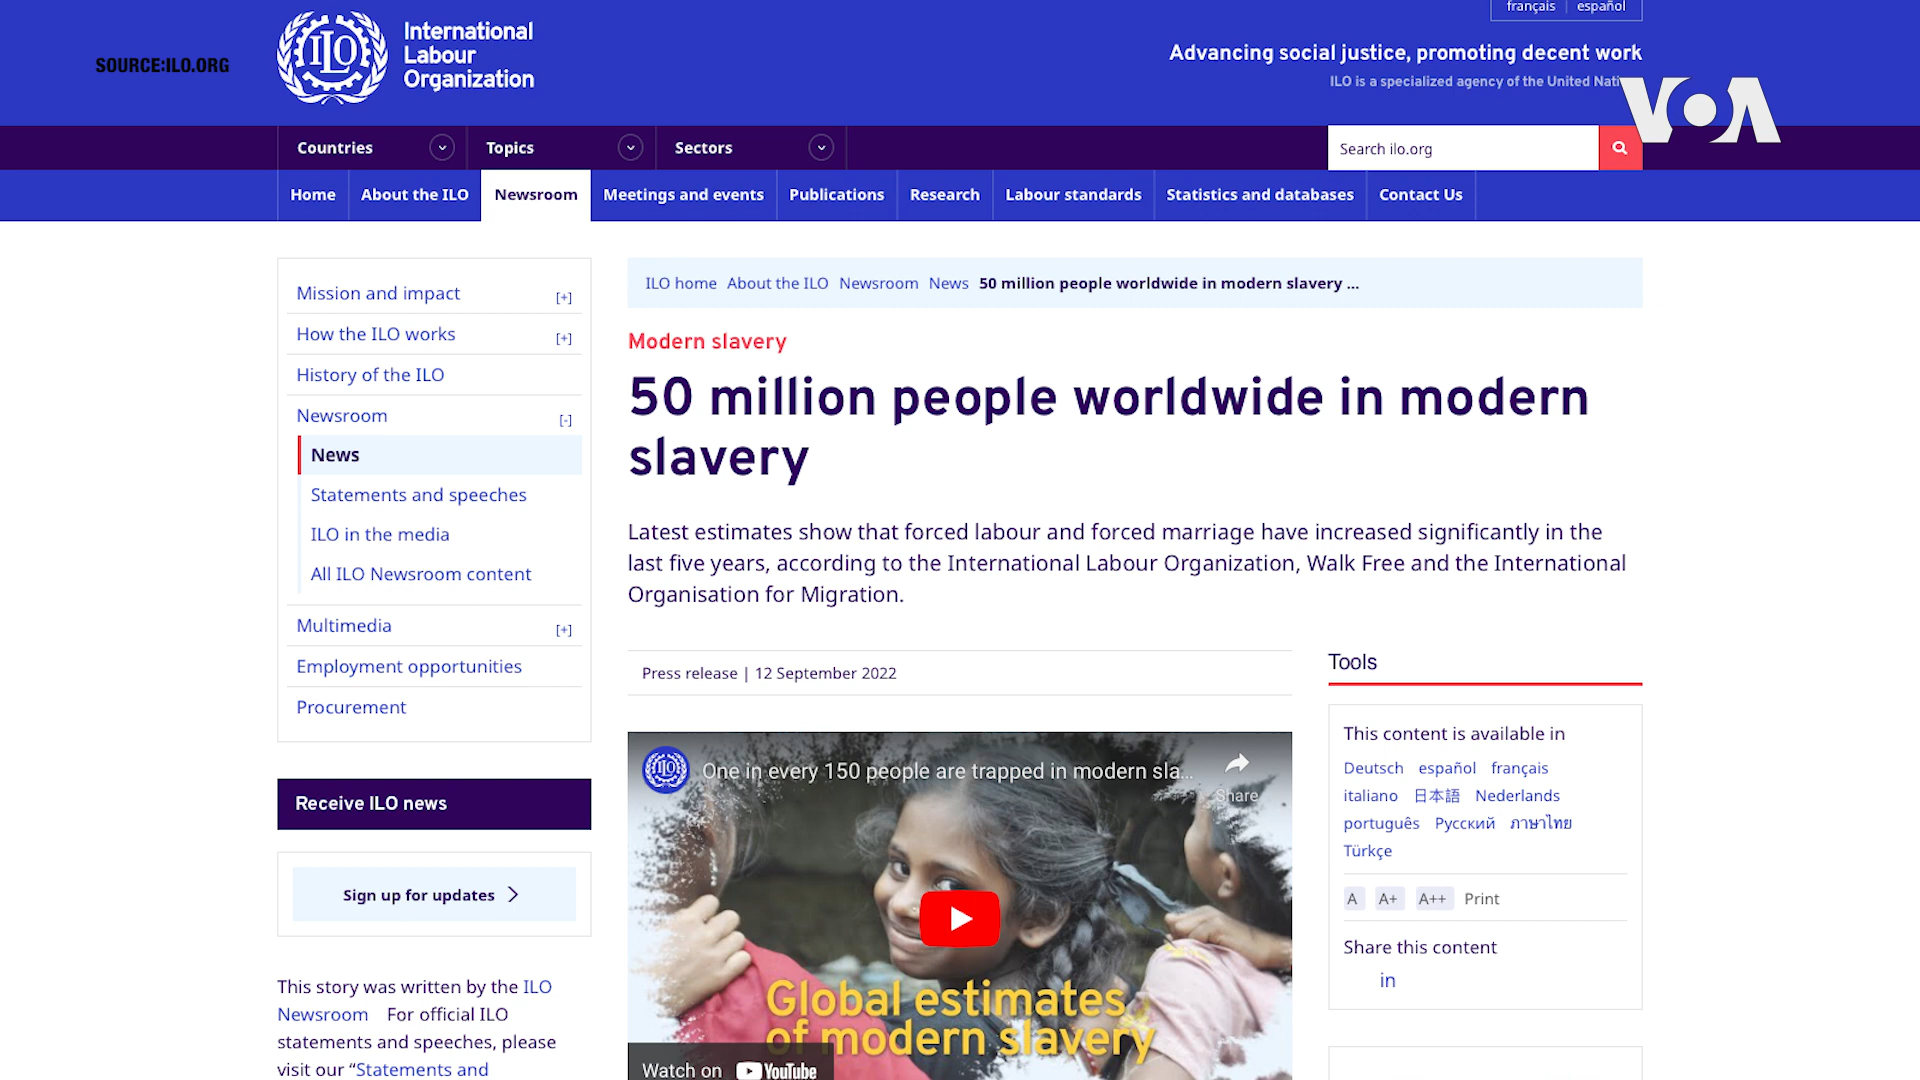 français | español
SOURCE:ILO.ORG
International
Labour
Organization
ILO
Advancing social justice, promoting decent work
ILO is a specialized agency of the United Nati
VOA
Countries
Topics
Sectors
Search ilo.org
Home
About the ILO
Newsroom
Meetings and events
Publications
Research
Labour standards
Statistics and databases
Contact Us
Mission and impact [+]
How the ILO works [+]
History of the ILO
Newsroom [-]
News
Statements and speeches
ILO in the media
All ILO Newsroom content
Multimedia [+]
Employment opportunities
Procurement
Receive ILO news
Sign up for updates
This story was written by the ILO
Newsroom For official ILO
statements and speeches, please
visit our “Statements and
ILO home About the ILO Newsroom News 50 million people worldwide in modern slavery ...
Modern slavery
50 million people worldwide in modern
slavery
Latest estimates show that forced labour and forced marriage have increased significantly in the
last five years, according to the International Labour Organization, Walk Free and the International
Organisation for Migration.
Press release | 12 September 2022
ILO
One in every 150 people are trapped in modern sla...
Share
Global estimates
of modern slavery
Watch on YouTube
Tools
This content is available in
Deutsch español français
italiano 日本語 Nederlands
português Русский ภาษาไทย
Türkçe
A A+ A++ Print
Share this content
in